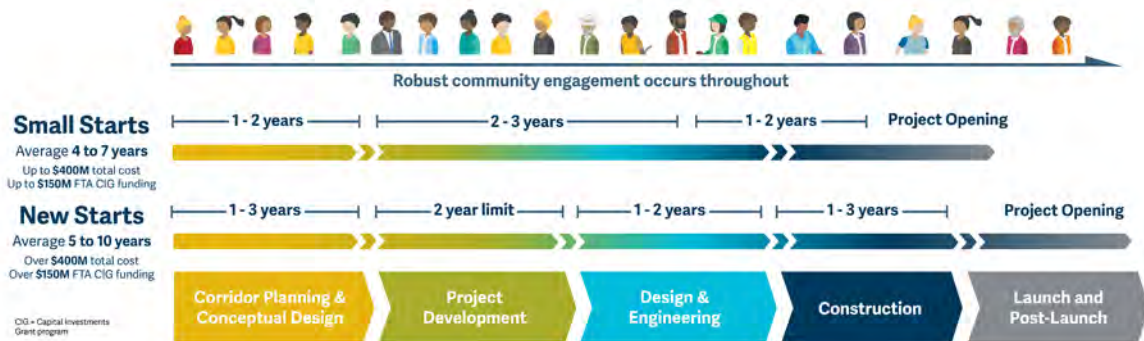 Robust community engagement occurs throughout
Small Starts
Average 4 to 7 years
Up to $400M total cost
Up to $150M FTA CIG funding
1 - 2 years
2 - 3 years
1 - 2 years
Project Opening
New Starts
Average 5 to 10 years
Over $400M total cost
Over $150M FTA CIG funding
1 - 3 years
2 year limit
1 - 2 years
1 - 3 years
Project Opening
Corridor Planning &
Conceptual Design
Project
Development
Design &
Engineering
Construction
Launch and
Post-Launch
CIG = Capital Investments
Grant program